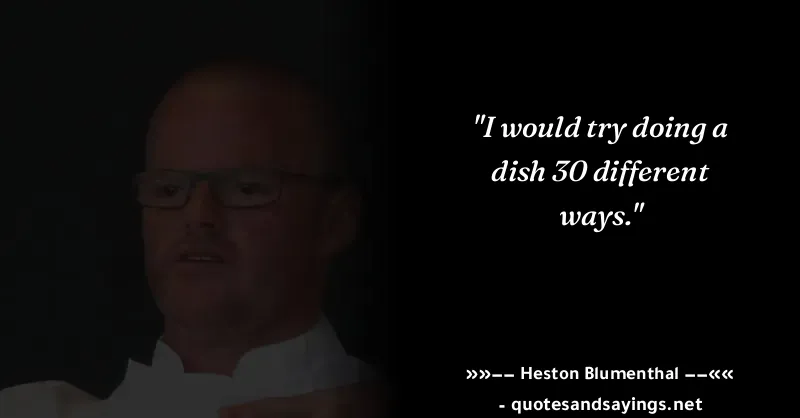 "I would try doing a
dish 30 different
ways."
»»–– Heston Blumenthal ––««
- quotesandsayings.net